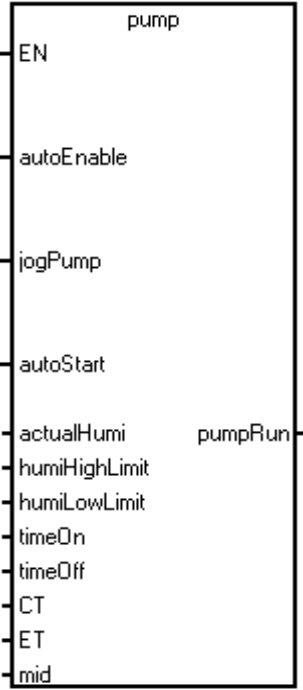 pump
EN
autoEnable
jogPump
autoStart
actualHumi pumpRun
humiHighLimit
humiLowLimit
timeOn
timeOff
CT
ET
mid